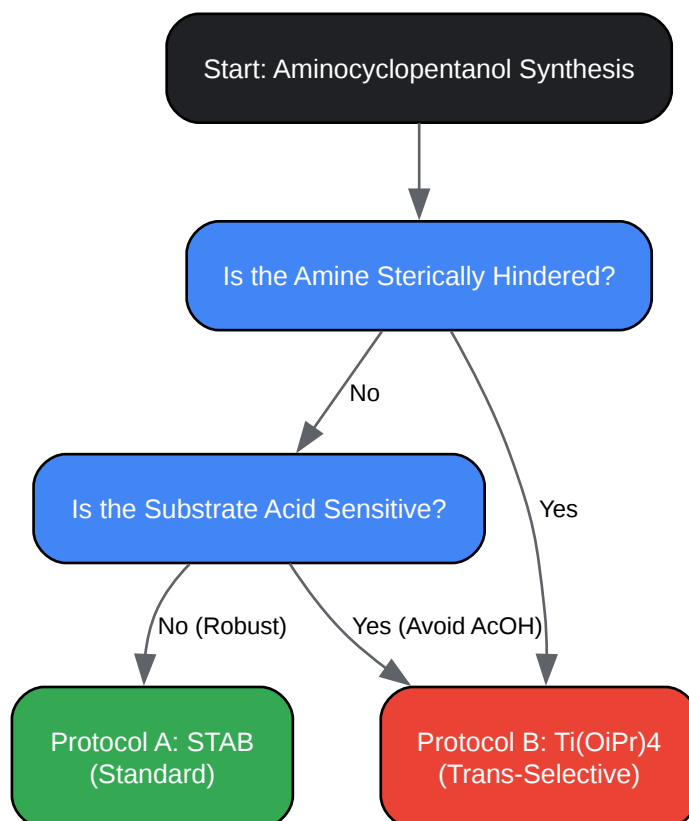 Start: Aminocyclopentanol Synthesis
Is the Amine Sterically Hindered?
No
Is the Substrate Acid Sensitive?
Yes
No (Robust)
Yes (Avoid AcOH)
Protocol A: STAB
(Standard)
Protocol B: Ti(OiPr)4
(Trans-Selective)